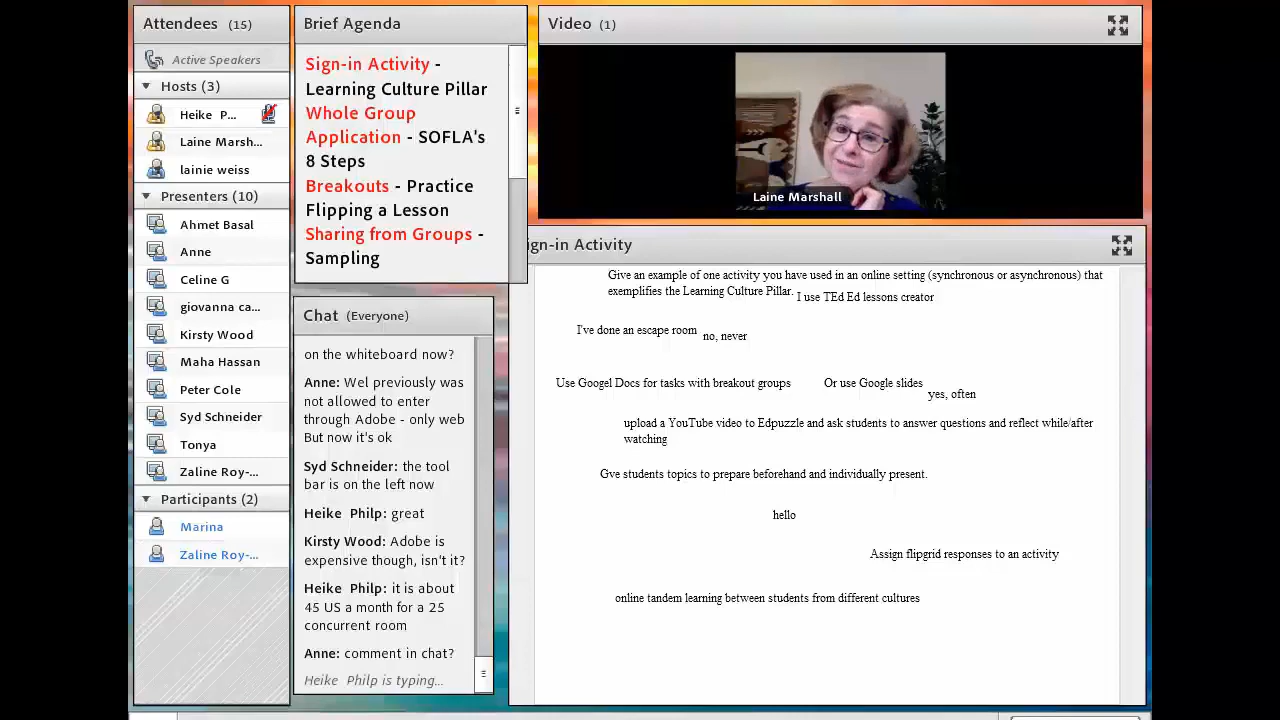 Attendees (15)
Active Speakers
Hosts (3)
Heike P...
Laine Marsh...
lainie weiss
Presenters (10)
Ahmet Basal
Anne
Celine G
giovanna ca...
Kirsty Wood
Maha Hassan
Peter Cole
Syd Schneider
Tonya
Zaline Roy-...
Participants (2)
Marina
Zaline Roy-...
Brief Agenda
Sign-in Activity -
Learning Culture Pillar
Whole Group
Application - SOFLA's
8 Steps
Breakouts - Practice
Flipping a Lesson
Sharing from Groups -
Sampling
Chat (Everyone)
on the whiteboard now?
Anne: Wel previously was
not allowed to enter
through Adobe - only web
But now it's ok
Syd Schneider: the tool
bar is on the left now
Heike Philp: great
Kirsty Wood: Adobe is
expensive though, isn't it?
Heike Philp: it is about
45 US a month for a 25
concurrent room
Anne: comment in chat?
Heike Philp is typing...
Video (1)
Laine Marshall
ign-in Activity
Give an example of one activity you have used in an online setting (synchronous or asynchronous) that
exemplifies the Learning Culture Pillar.
I use TEd Ed lessons creator
I've done an escape room
no, never
Use Googel Docs for tasks with breakout groups
Or use Google slides
yes, often
upload a YouTube video to Edpuzzle and ask students to answer questions and reflect while/after
watching
Gve students topics to prepare beforehand and individually present.
hello
Assign flipgrid responses to an activity
online tandem learning between students from different cultures